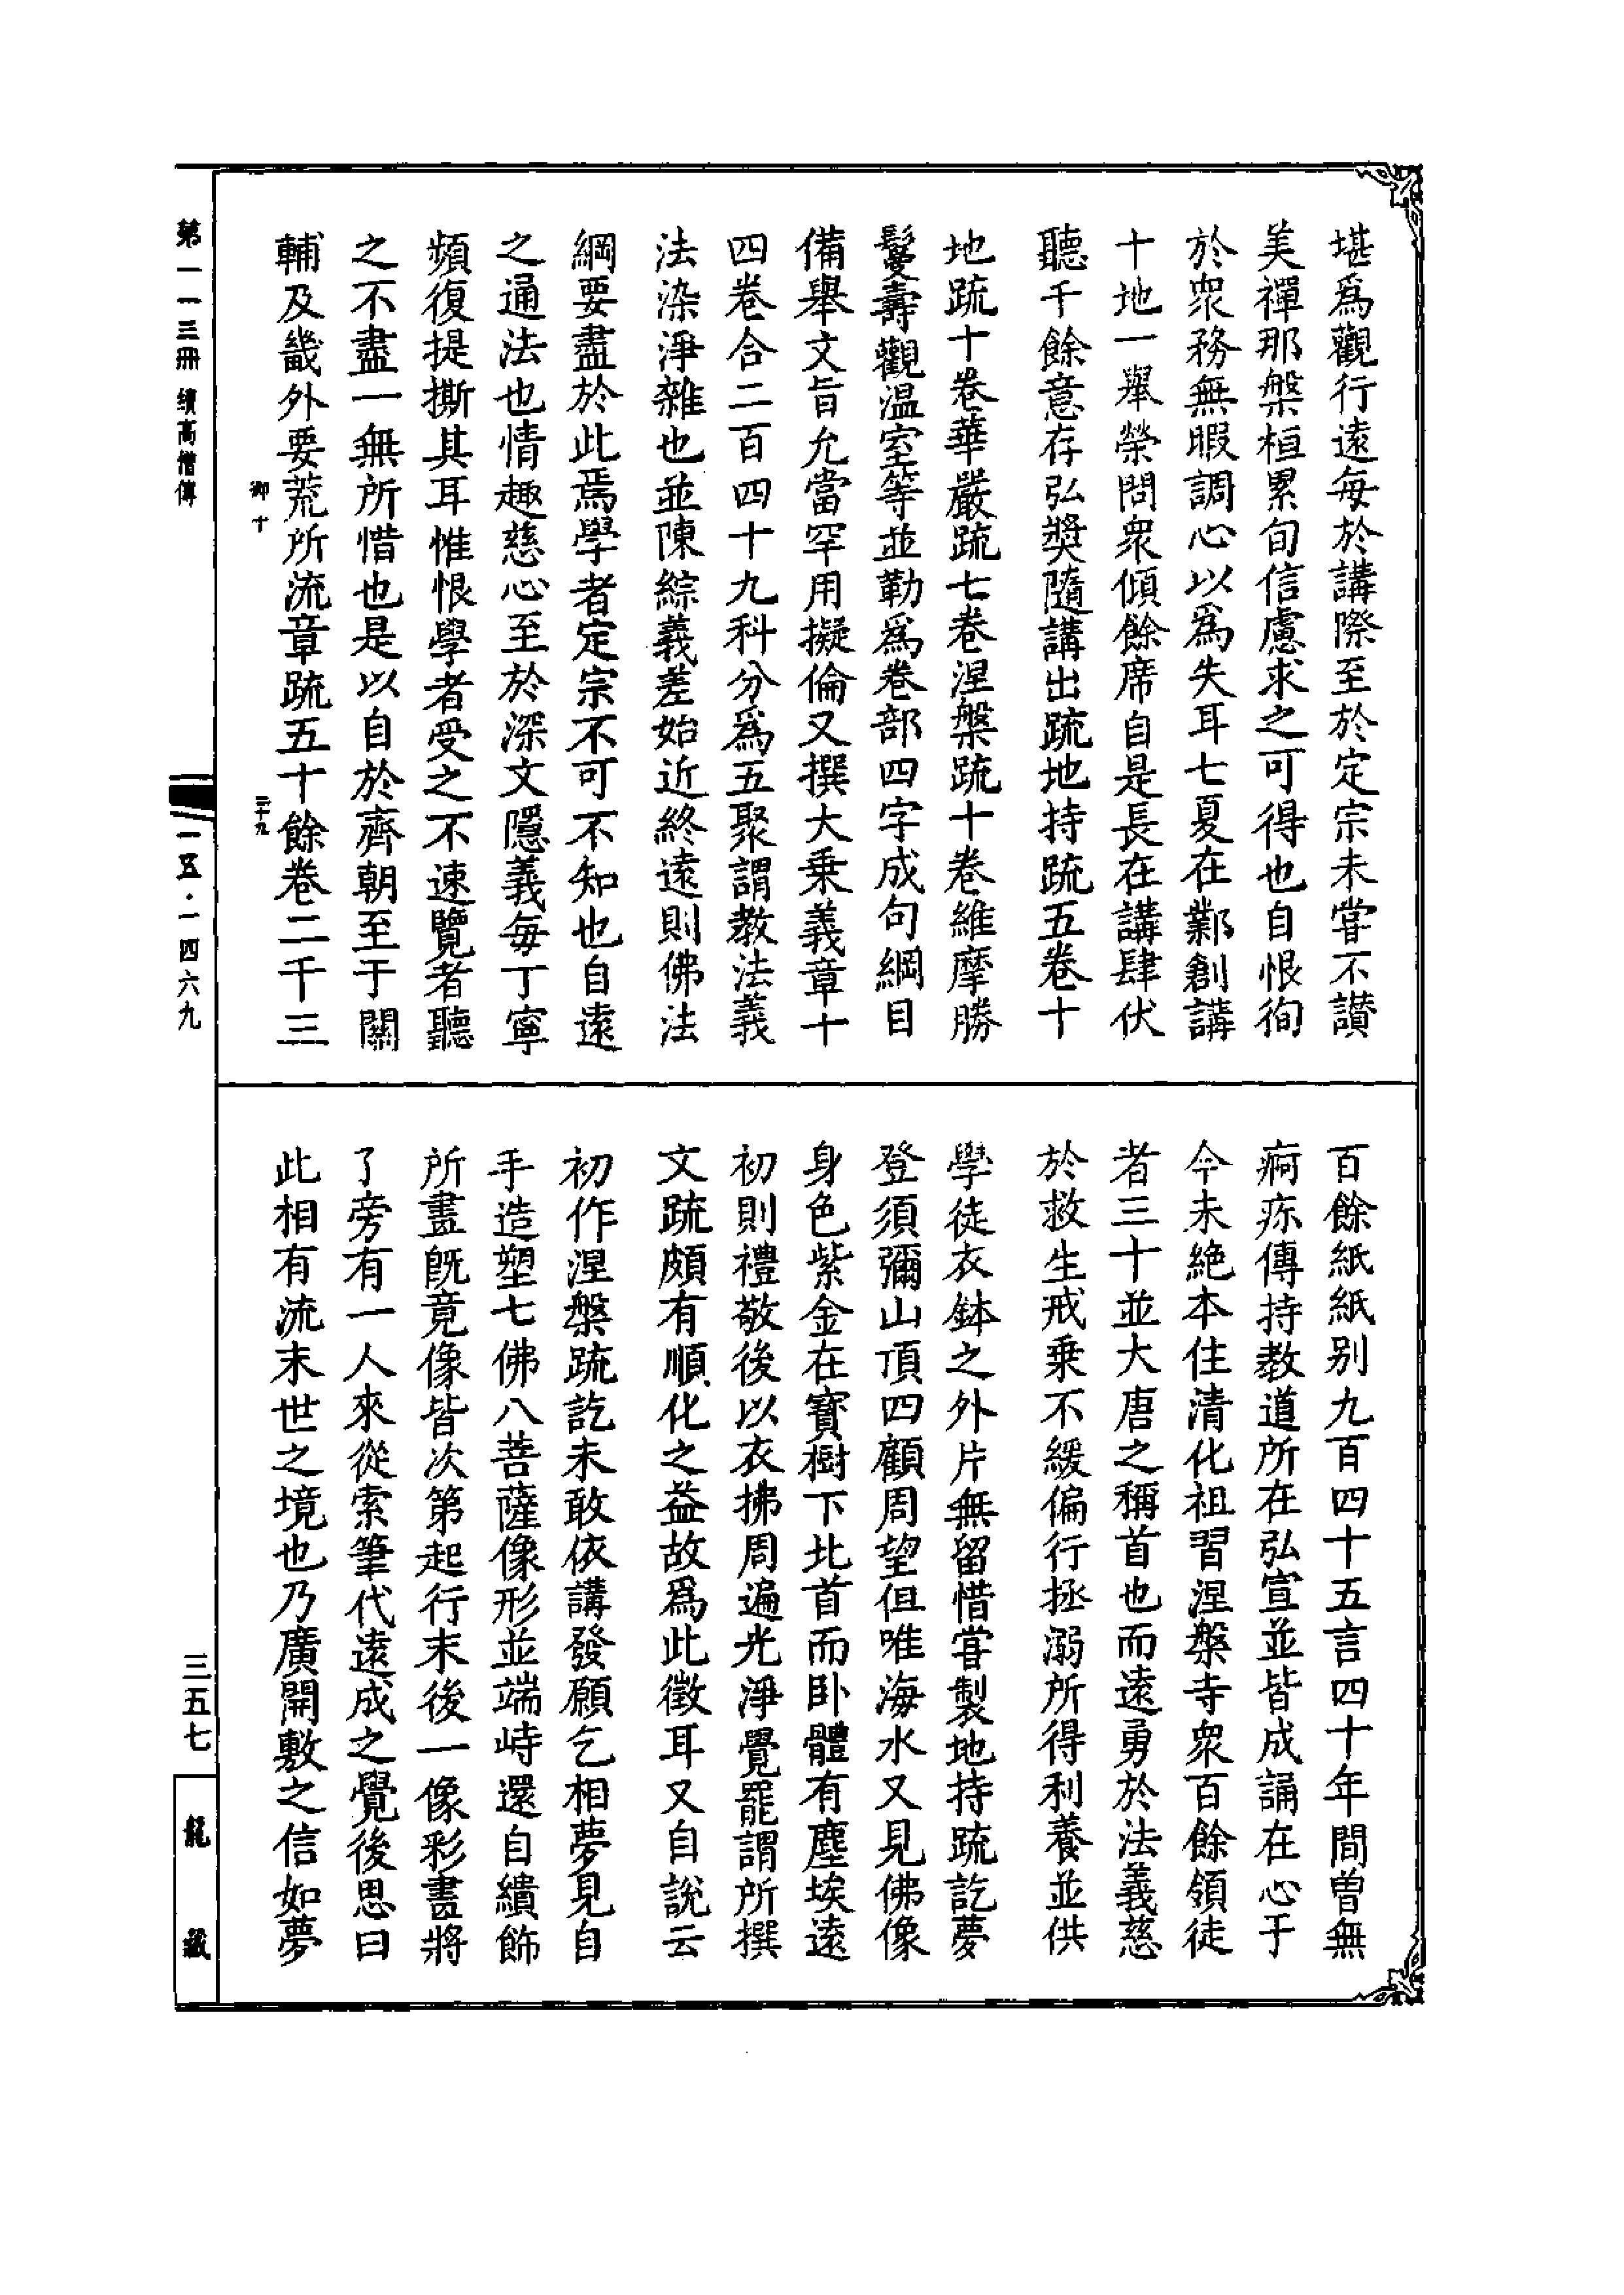 堪爲觀行遠每於講際至於定宗未甞不讃
美禪那槃桓累旬信慮求之可得也自恨徇
於衆務無暇調心以爲失耳七夏在鄴創講
十地一舉榮問衆傾餘席自是長在講肆伏
聽千餘意存弘獎隨講出䟽地持䟽五卷十
地䟽十卷華嚴䟽七卷涅槃䟽十卷維摩勝
鬘壽觀温室等並勒爲卷部四字成句綱目
備舉文旨允當罕用擬倫又撰大乗義章十
四卷合二百四十九科分爲五聚謂教法義
法染淨雜也並陳綜義差始近終遠則佛法
綱要盡於此焉學者定宗不可不知也自遠
之通法也情趣慈心至於深文隱義每丁寧
頻復提撕其耳惟恨學者受之不速覽者聽
之不盡一無所惜也是以自於齊朝至于關
輔及畿外要荒所流章䟽五十餘卷二千三
百餘紙紙别九百四十五言四十年間曽無
痾疹傳持教道所在弘宣並皆成誦在心于
今未絶本住清化祖習涅槃寺衆百餘領徒
者三十並大唐之稱首也而遠勇於法義慈
於救生戒乗不緩偏行拯溺所得利養並供
學徒衣鉢之外片無留惜甞製地持䟽訖夢
登須彌山頂四顧周望但唯海水又見佛像
身色紫金在寳樹下北首而卧體有塵埃遠
初則禮敬後以衣拂周遍光淨覺罷謂所撰
文䟽頗有順化之益故爲此徵耳又自說云
初作涅槃䟽訖未敢依講發願乞相夢見自
手造塑七佛八菩薩像形並端峙還自繢飾
所畫旣竟像皆次第起行末後一像彩畫將
了旁有一人來從索筆代遠成之覺後思曰
此相有流末世之境也乃廣開敷之信如夢
御十
二十九
第一一三冊 續高僧傳
一五·一四六九
三五七
龍藏